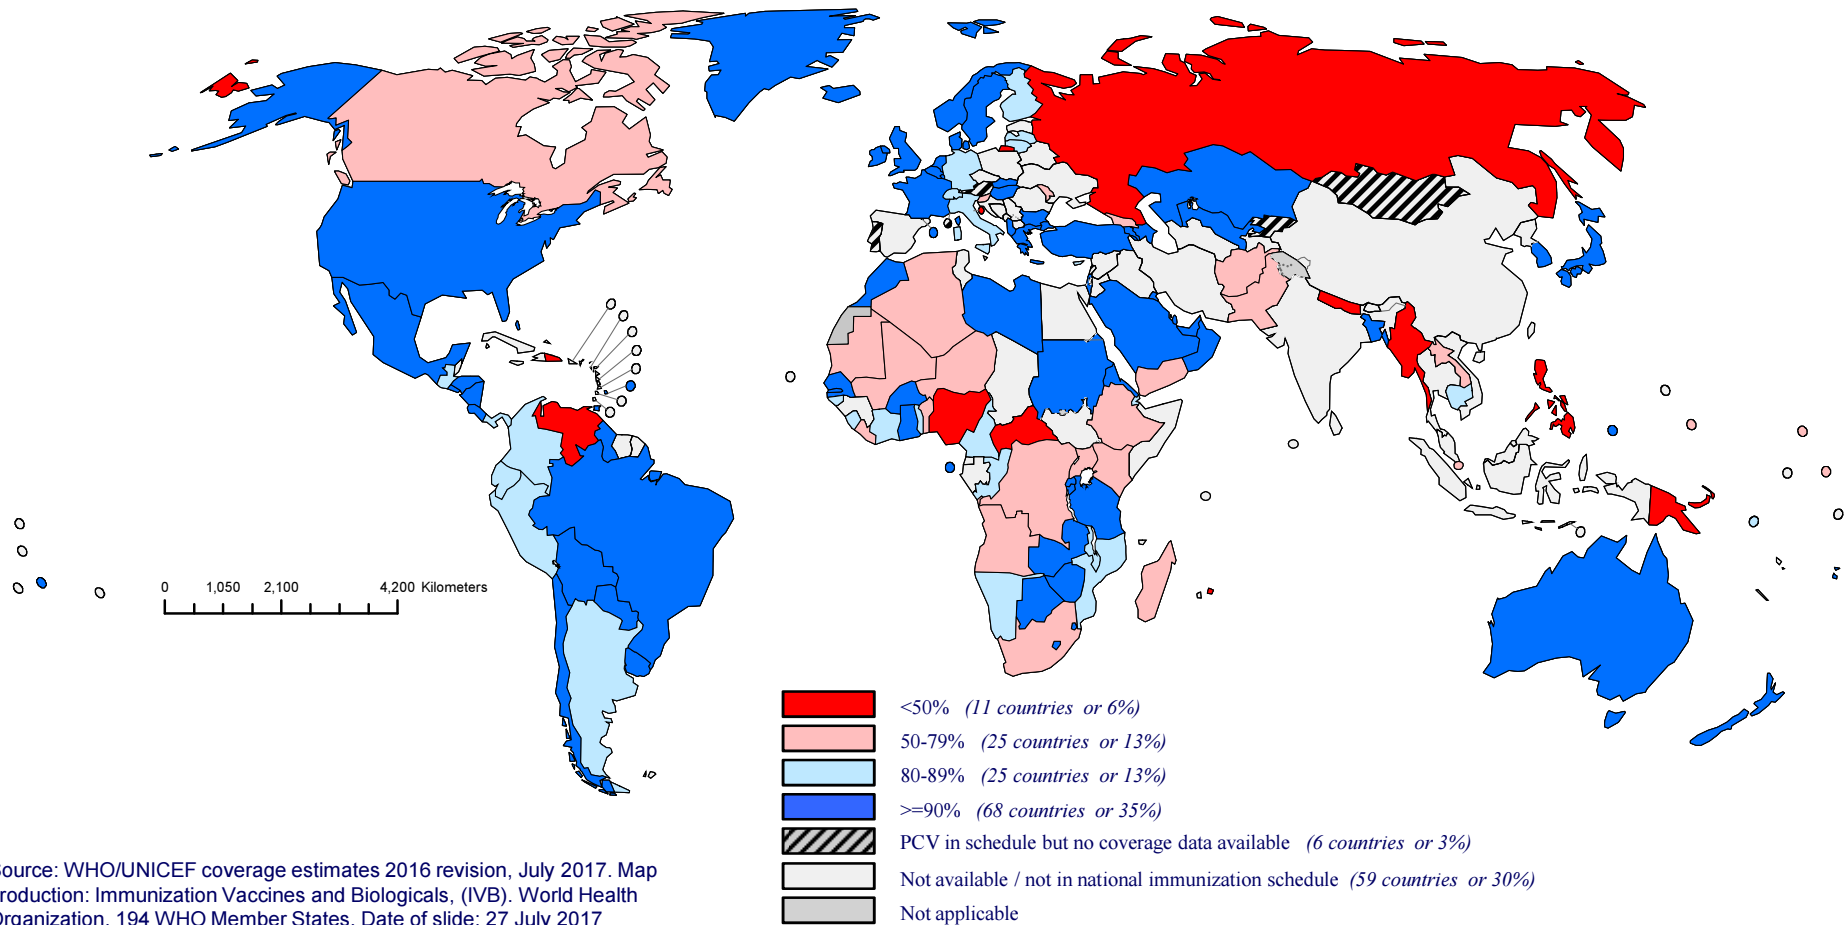 0 1,050 2,100 4,200 Kilometers
<50% (11 countries or 6%)
50-79% (25 countries or 13%)
80-89% (25 countries or 13%)
>=90% (68 countries or 35%)
PCV in schedule but no coverage data available (6 countries or 3%)
Not available / not in national immunization schedule (59 countries or 30%)
Not applicable
ource: WHO/UNICEF coverage estimates 2016 revision, July 2017. Map
roduction: Immunization Vaccines and Biologicals, (IVB). World Health
Organization. 194 WHO Member States. Date of slide: 27 July 2017